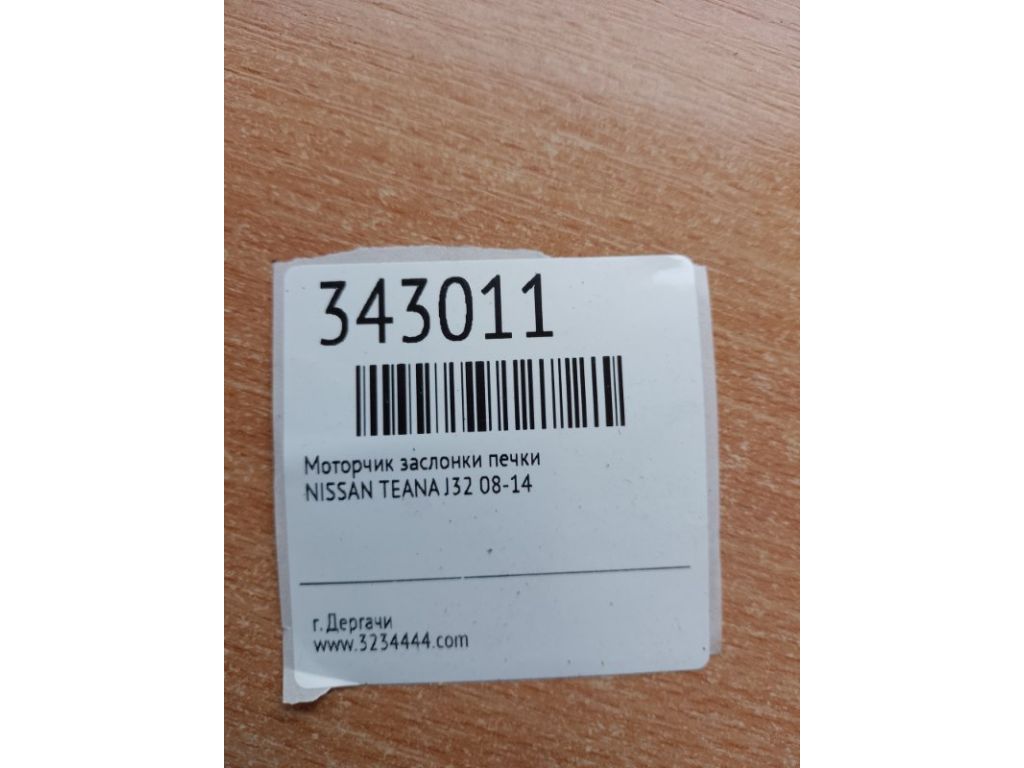 343011
Моторчик заслонки печки
NISSAN TEANA J32 08-14
г. Дергачи
www.3234444.com